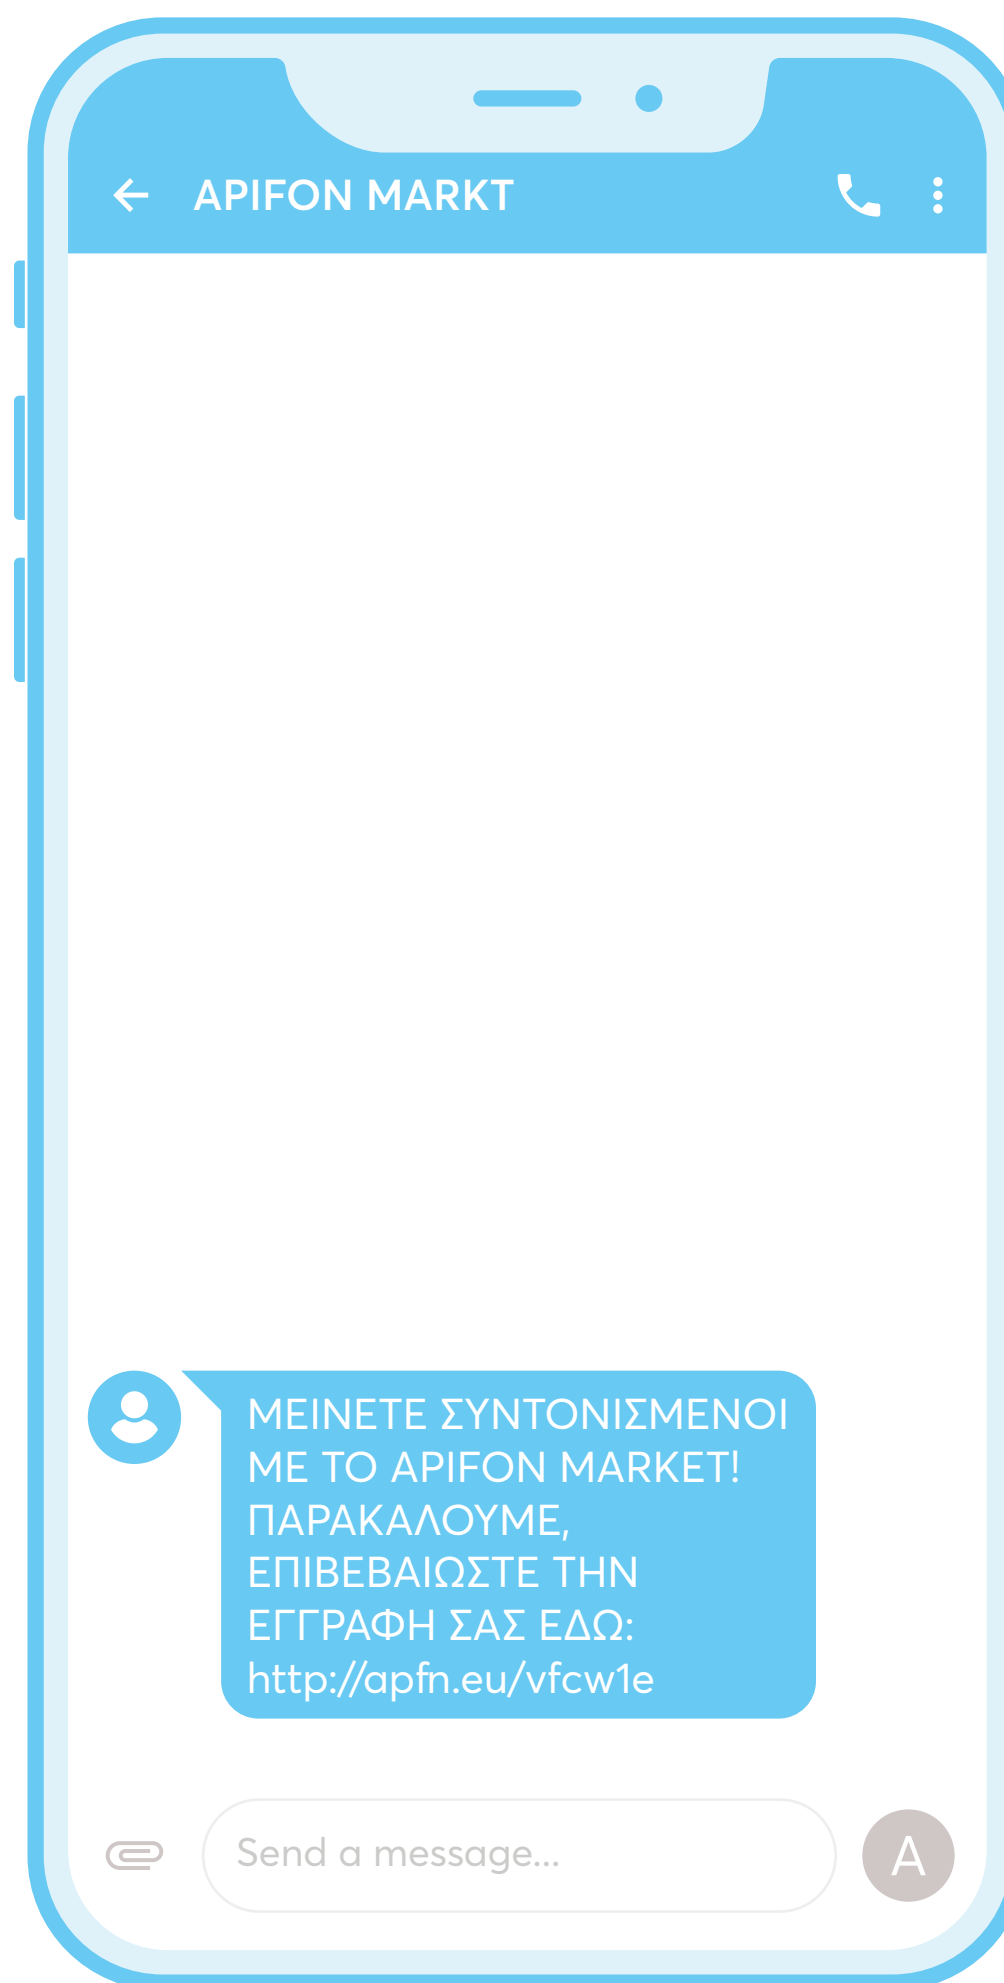 APIFON MARKT
ΜΕΙΝΕΤΕ ΣΥΝΤΟΝΙΣΜΕΝΟΙ
ΜΕ ΤΟ APIFON MARKET!
ΠΑΡΑΚΑΛΟΥΜΕ,
ΕΠΙΒΕΒΑΙΩΣΤΕ ΤΗΝ
ΕΓΓΡΑΦΗ ΣΑΣ ΕΔΩ:
http://apfn.eu/vfcw1e
Send a message...
A